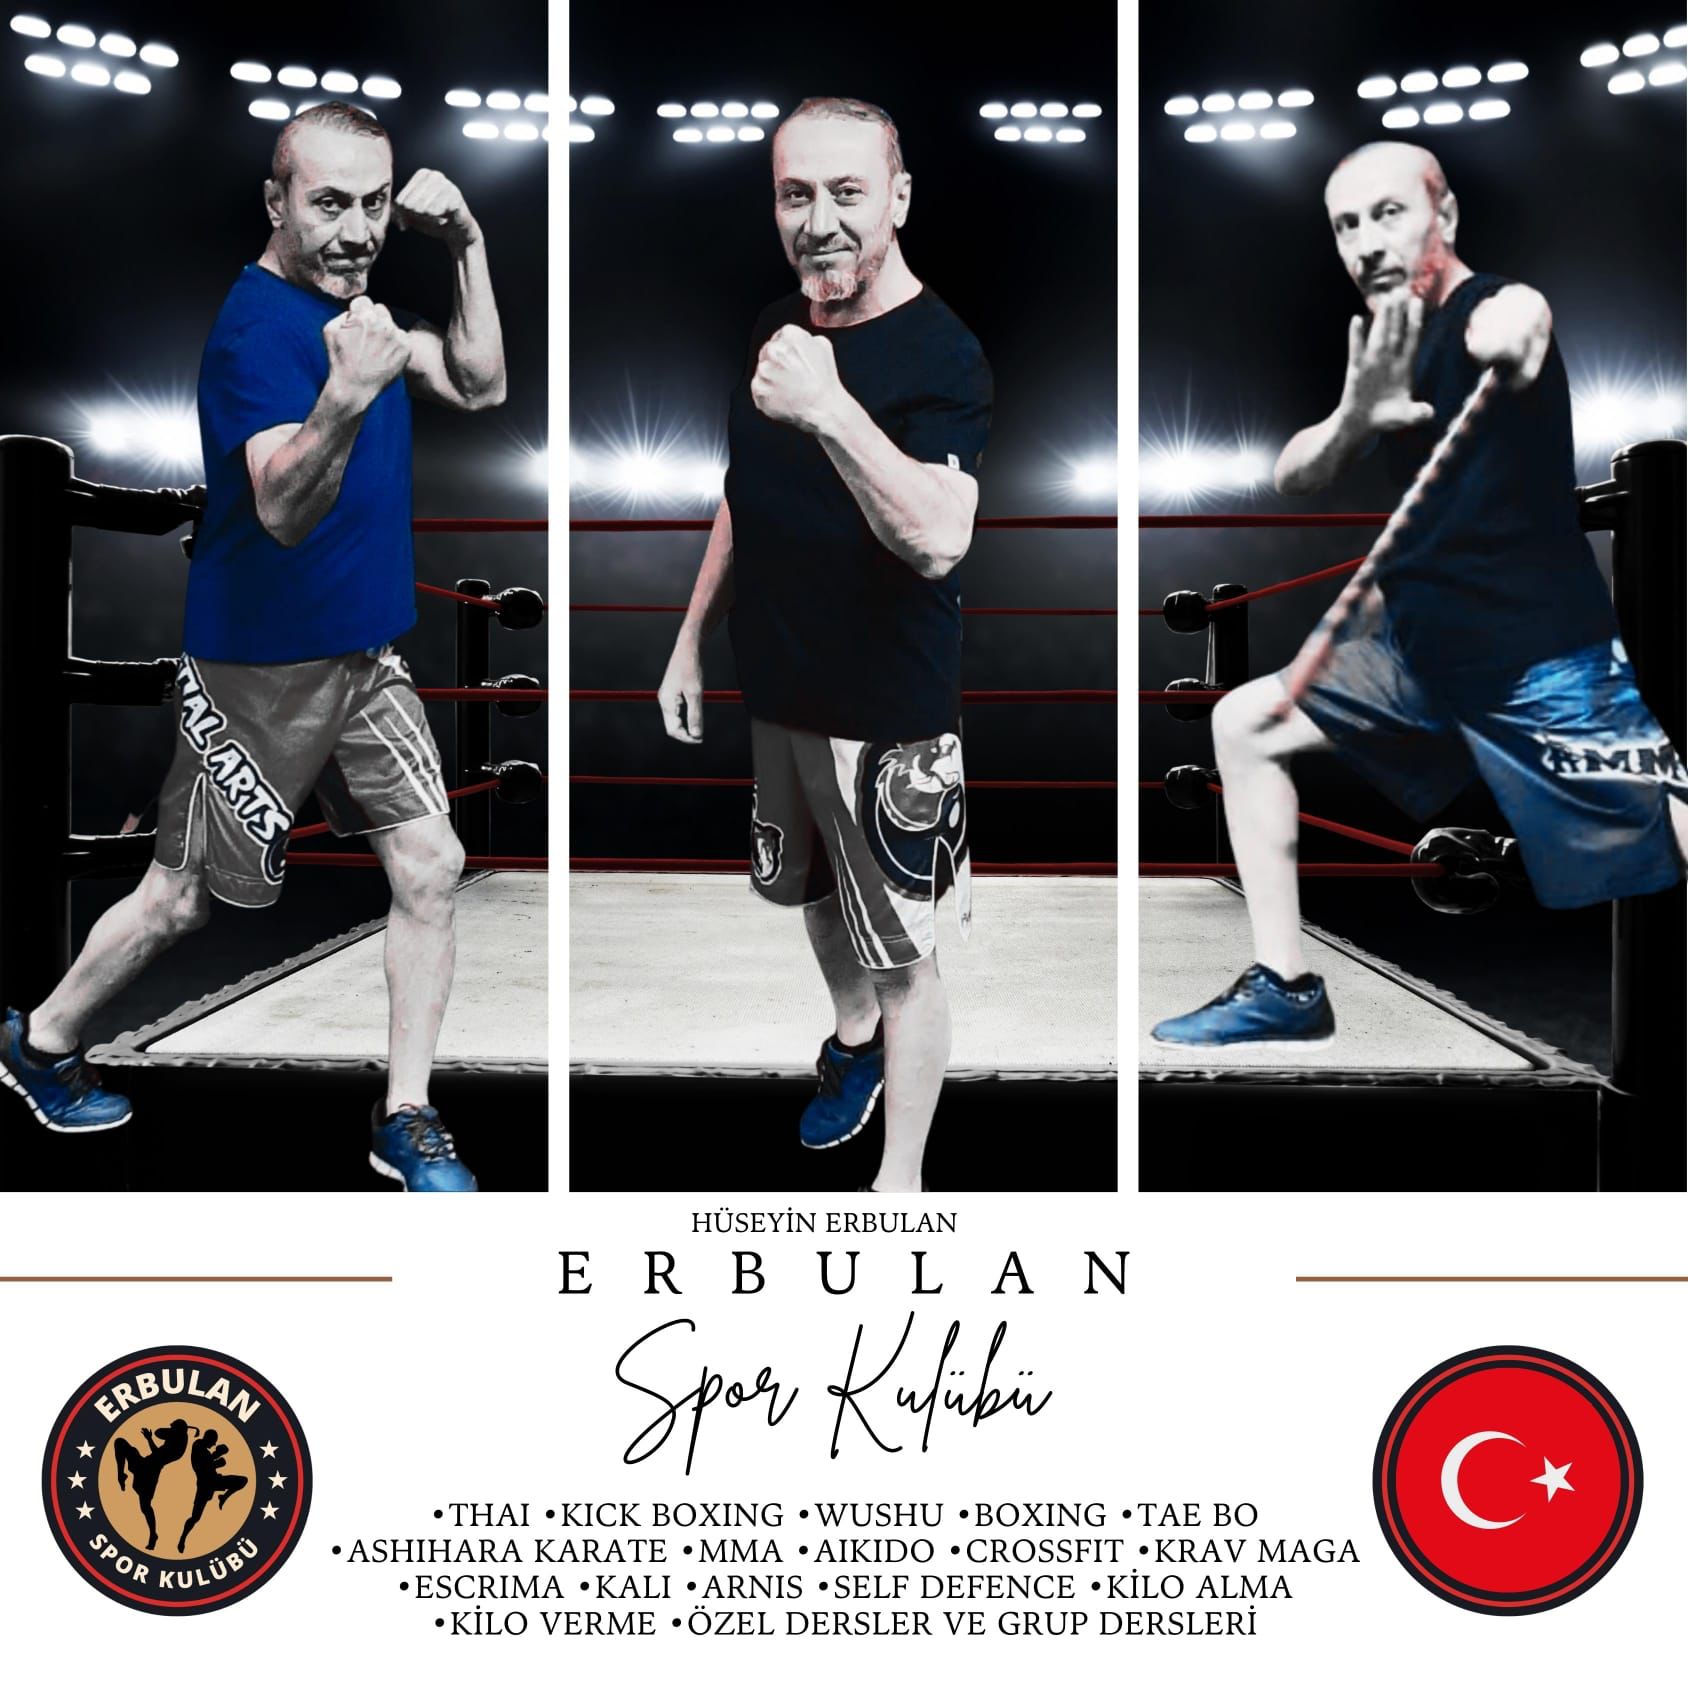 TAL ARTS
HÜSEYİN ERBULAN
ERBULAN
Spor Kulübü
ERBULAN
SPOR KULÜBÜ
•THAI •KICK BOXING •WUSHU •BOXING •TAE BO
•ASHIHARA KARATE •MMA •AIKIDO •CROSSFIT •KRAV MAGA
•ESCRIMA •KALI •ARNIS •SELF DEFENCE •KİLO ALMA
•KİLO VERME •ÖZEL DERSLER VE GRUP DERSLERİ